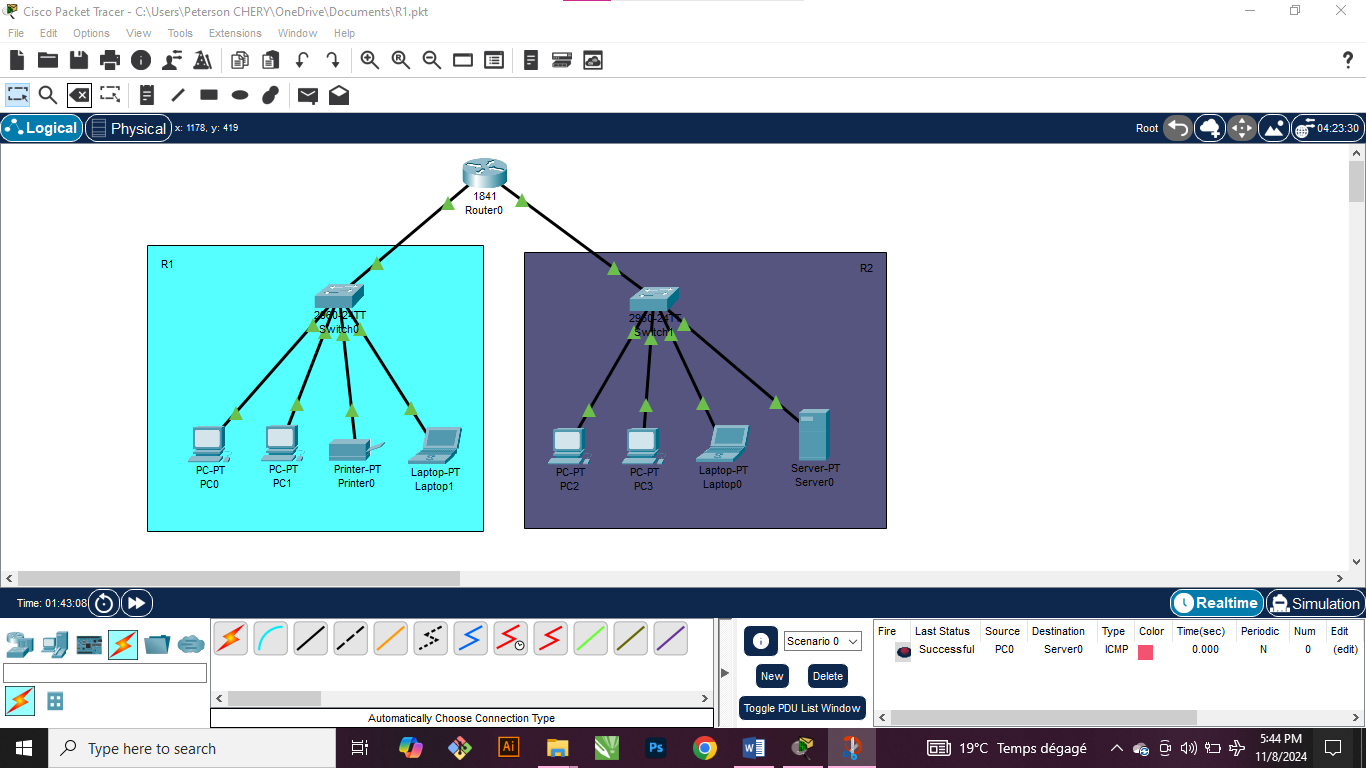 Cisco Packet Tracer - C:\Users\Peterson CHERY\OneDrive\Documents\R1.pkt
File Edit Options View Tools Extensions Window Help
Logical Physical x: 1178, y: 419 Root 04:23:30
1841
Router0
R1
R2
2960-24TT
Switch0
2960-24TT
Switch1
PC-PT
PC0
PC-PT
PC1
Printer-PT
Printer0
Laptop-PT
Laptop1
PC-PT
PC2
PC-PT
PC3
Laptop-PT
Laptop0
Server-PT
Server0
Time: 01:43:08 Realtime Simulation
Automatically Choose Connection Type
Scenario 0
New Delete
Toggle PDU List Window
Fire Last Status Source Destination Type Color Time(sec) Periodic Num Edit
Successful PC0 Server0 ICMP 0.000 N 0 (edit)
Type here to search
Ai
Ps
W
19°C Temps dégagé
5:44 PM
11/8/2024